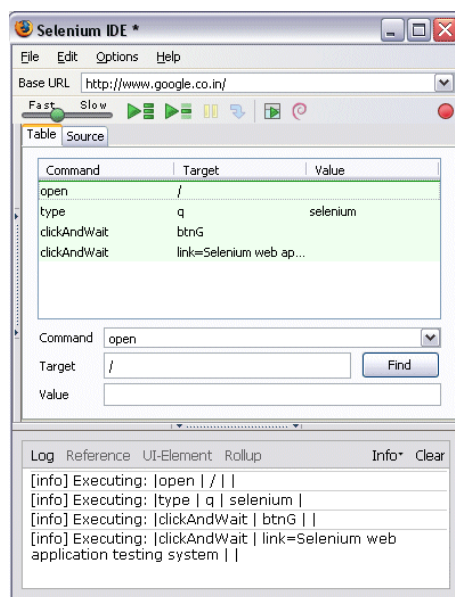 Selenium IDE *
File Edit Options Help
Base URL http://www.google.co.in/
Fast Slow
Table Source
Command Target Value
open /
type q selenium
clickAndWait btnG
clickAndWait link=Selenium web ap...
Command open
Target / Find
Value
Log Reference UI-Element Rollup Info Clear
[info] Executing: |open | / | |
[info] Executing: |type | q | selenium |
[info] Executing: |clickAndWait | btnG | |
[info] Executing: |clickAndWait | link=Selenium web
application testing system | |